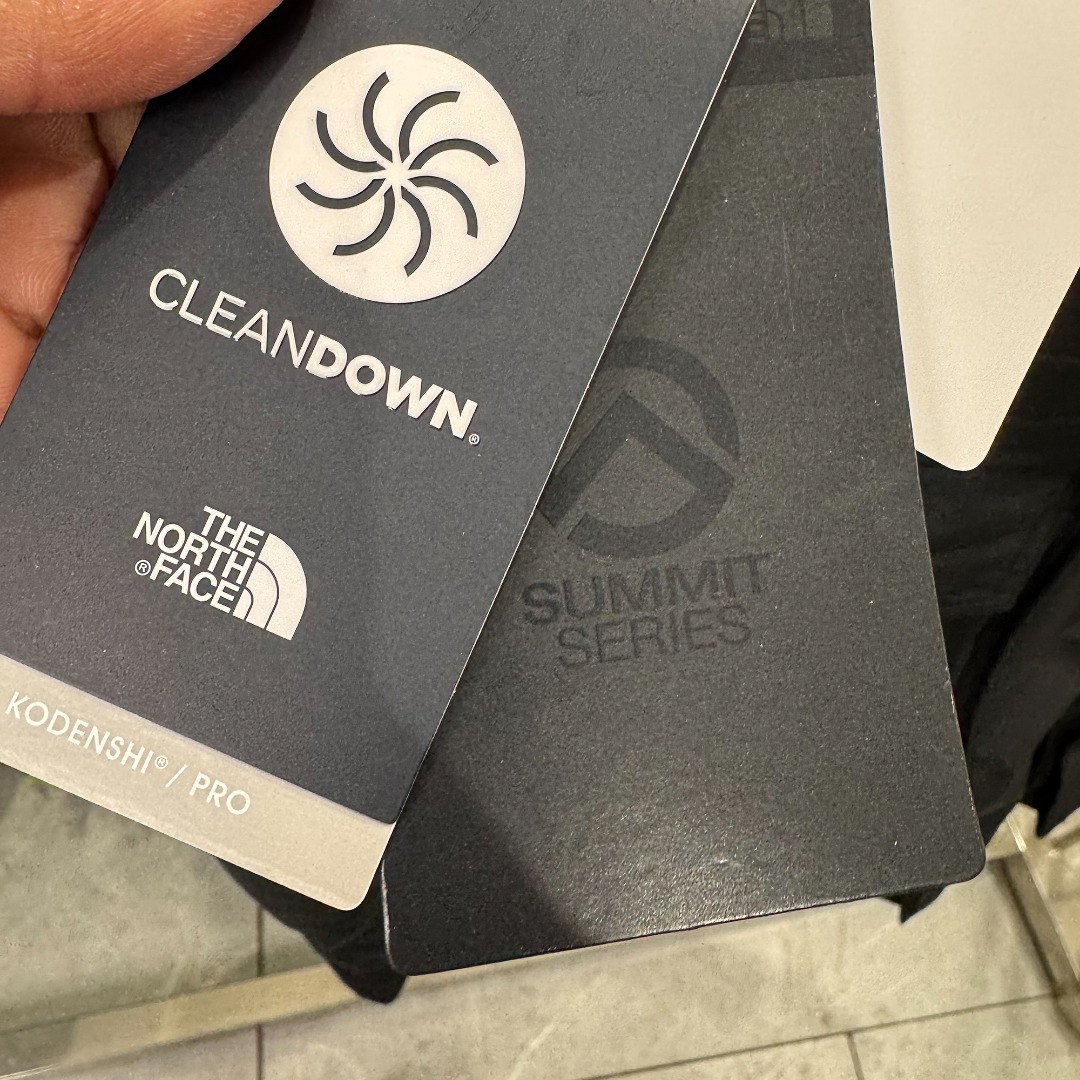 CLEANDOWN®
THE
NORTH
®FACE
KODENSHI® / PRO
SUMMIT
SERIES